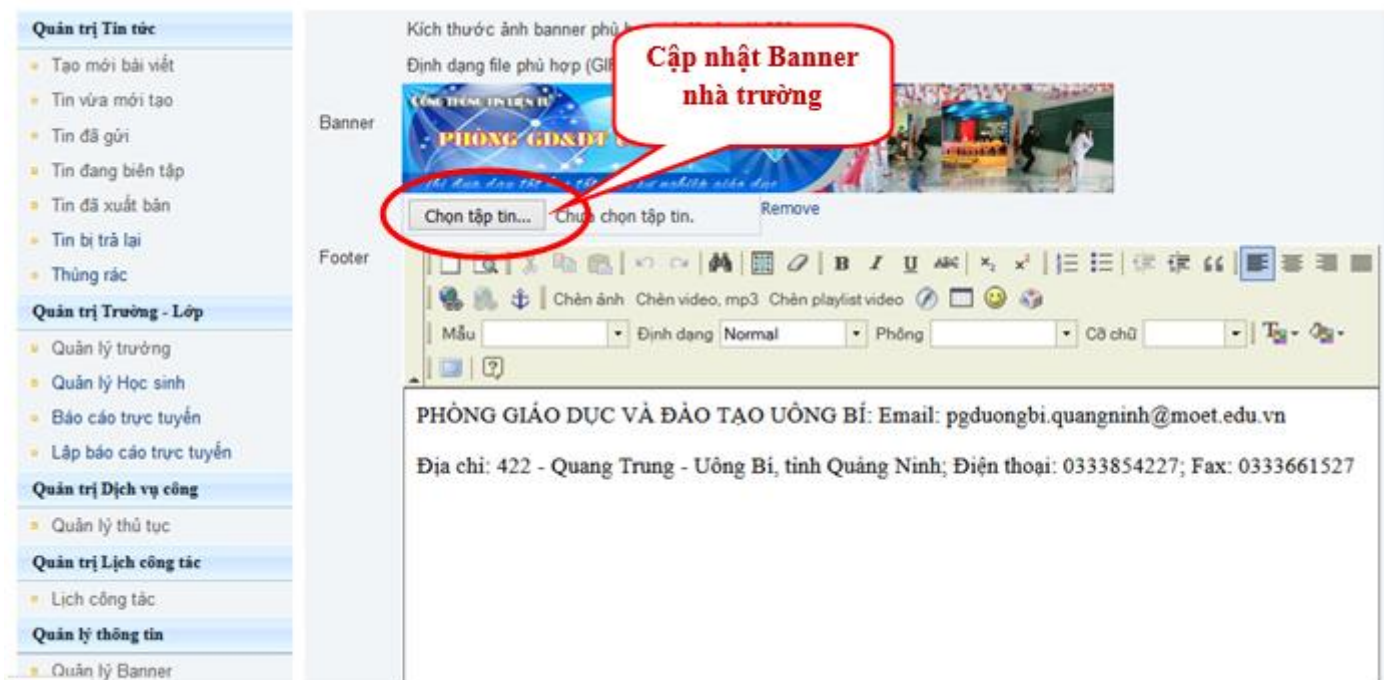 Quản trị Tin tức
Tạo mới bài viết
Tin vừa mới tạo
Tin đã gửi
Tin đang biên tập
Tin đã xuất bản
Tin bị trả lại
Thùng rác
Quản trị Trường - Lớp
Quản lý trường
Quản lý Học sinh
Báo cáo trực tuyến
Lập báo cáo trực tuyến
Quản trị Dịch vụ công
Quản lý thủ tục
Quản trị Lịch công tác
Lịch công tác
Quản lý thông tin
Quản lý Banner
Kích thước ảnh banner phù
Định dạng file phù hợp (GIF
Cập nhật Banner
nhà trường
Banner
CỔNG THÔNG TIN ĐIỆN TỬ
PHÒNG GD&ĐT U
Chọn tập tin... Chưa chọn tập tin. Remove
Footer
B I U ABC
Chèn ảnh Chèn video, mp3 Chèn playlist video
Mẫu Định dạng Normal Phông Cỡ chữ
PHÒNG GIÁO DỤC VÀ ĐÀO TẠO UÔNG BÍ: Email: pgduongbi.quangninh@moet.edu.vn
Địa chỉ: 422 - Quang Trung - Uông Bí, tỉnh Quảng Ninh; Điện thoại: 0333854227; Fax: 0333661527